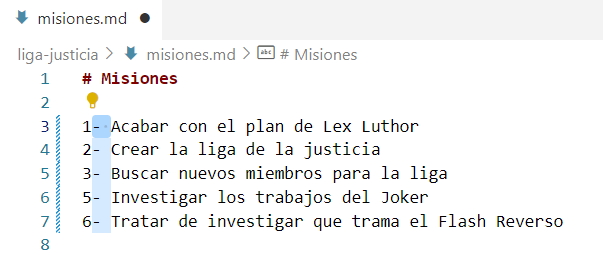 misiones.md
liga-justicia > misiones.md > # Misiones
1 # Misiones
2
3 1- Acabar con el plan de Lex Luthor
4 2- Crear la liga de la justicia
5 3- Buscar nuevos miembros para la liga
6 5- Investigar los trabajos del Joker
7 6- Tratar de investigar que trama el Flash Reverso
8